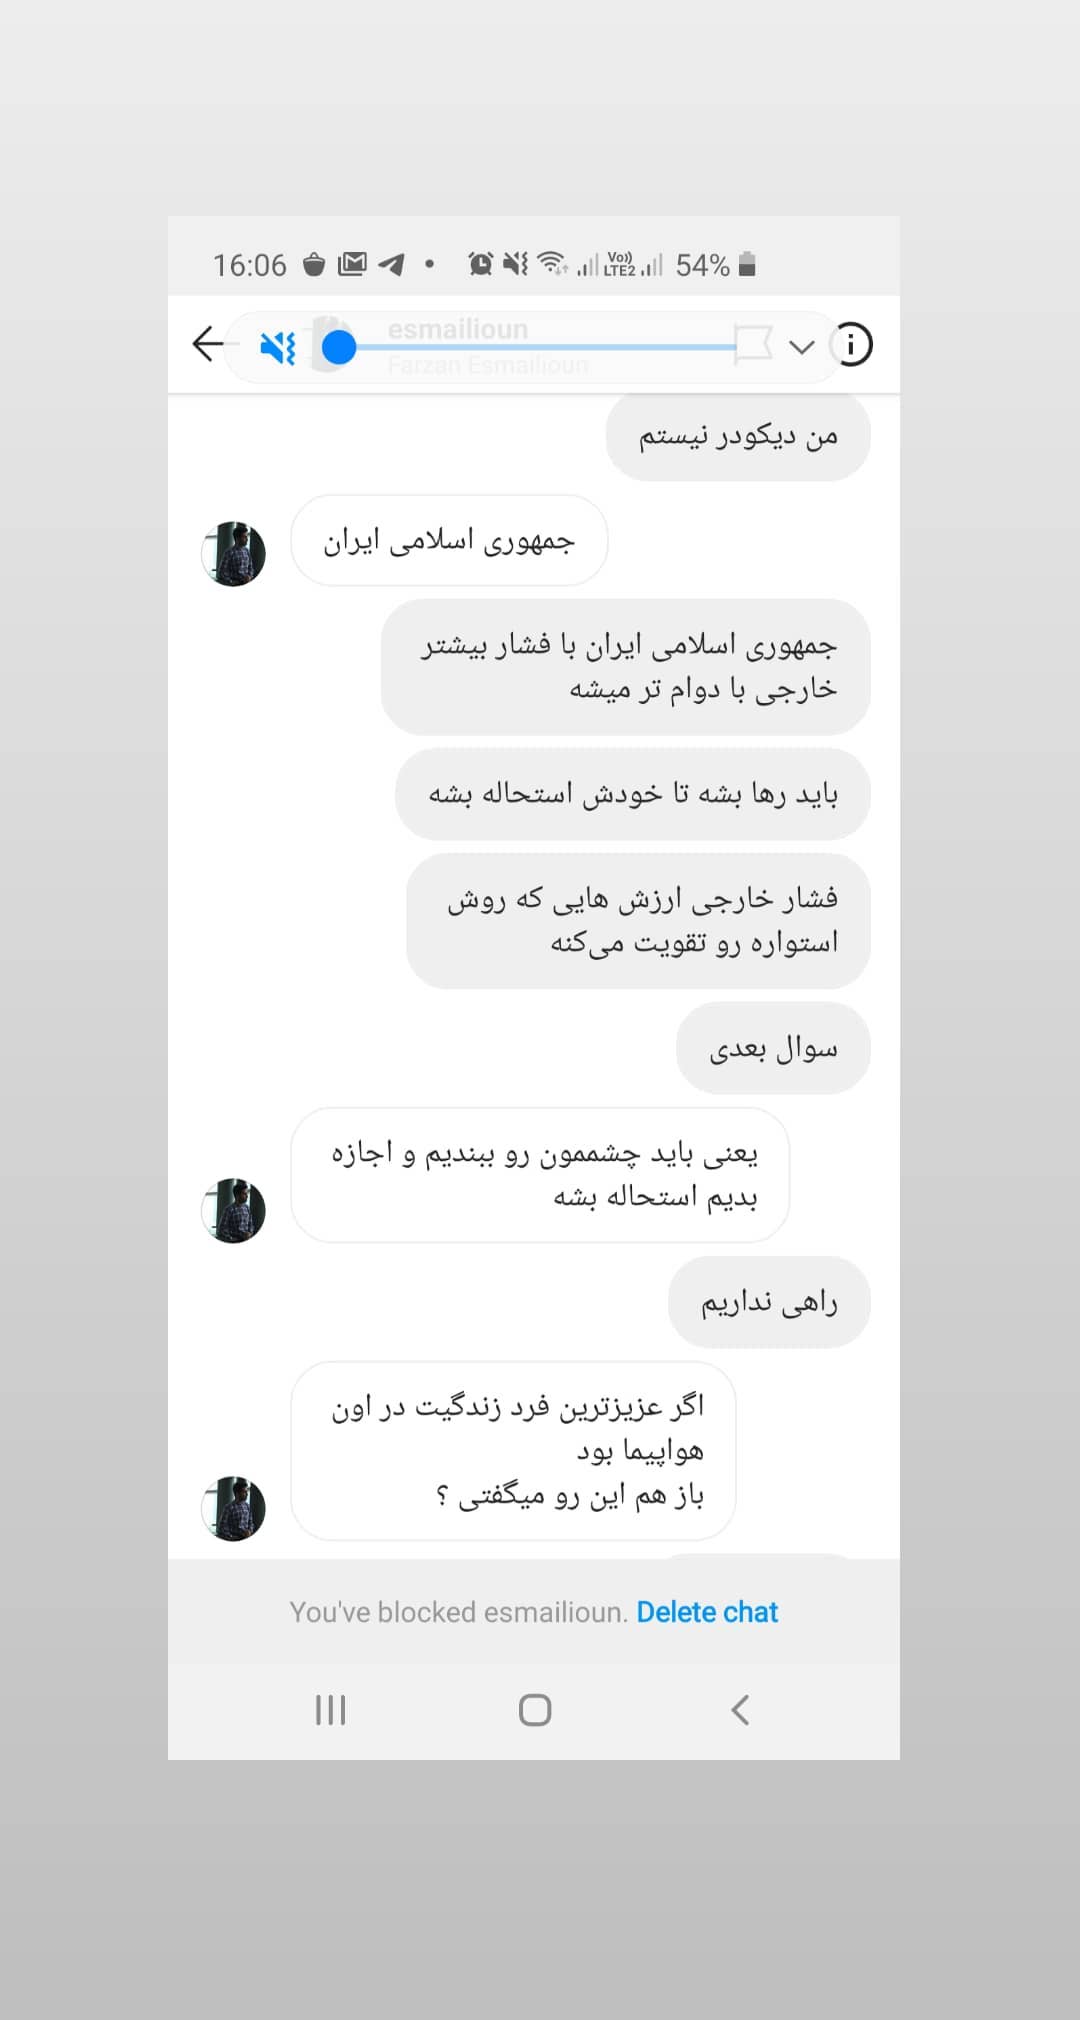 16:06
Vo))
LTE2
54%
esmailioun
Farzan Esmailioun
من دیکودر نیستم
جمهوری اسلامی ایران
جمهوری اسلامی ایران با فشار بیشتر
خارجی با دوام تر میشه
باید رها بشه تا خودش استحاله بشه
فشار خارجی ارزش هایی که روش
استواره رو تقویت می‌کنه
سوال بعدی
یعنی باید چشممون رو ببندیم و اجازه
بدیم استحاله بشه
راهی نداریم
اگر عزیزترین فرد زندگیت در اون
هواپیما بود
باز هم این رو میگفتی ؟
You've blocked esmailioun. Delete chat